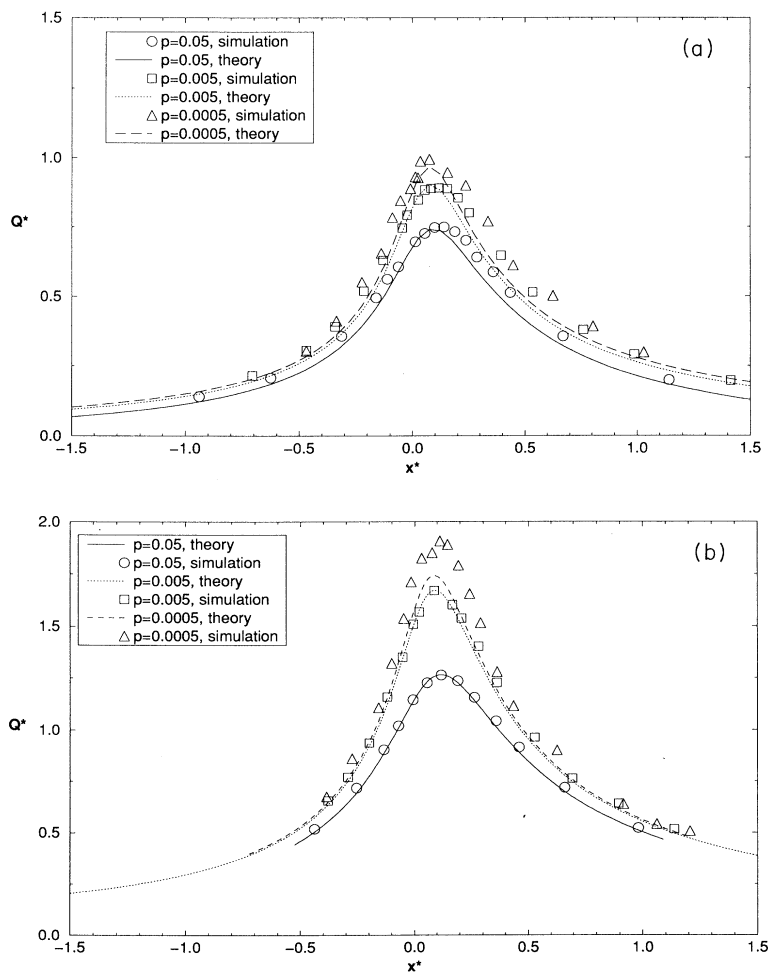 1.5
(a)
p=0.05, simulation
p=0.05, theory
p=0.005, simulation
p=0.005, theory
p=0.0005, simulation
p=0.0005, theory
1.0
Q*
0.5
0.0
-1.5 -1.0 -0.5 0.0 0.5 1.0 1.5
x*
2.0
(b)
p=0.05, theory
p=0.05, simulation
p=0.005, theory
p=0.005, simulation
p=0.0005, theory
p=0.0005, simulation
1.5
1.0
Q*
0.5
0.0
-1.5 -1.0 -0.5 0.0 0.5 1.0 1.5
x*